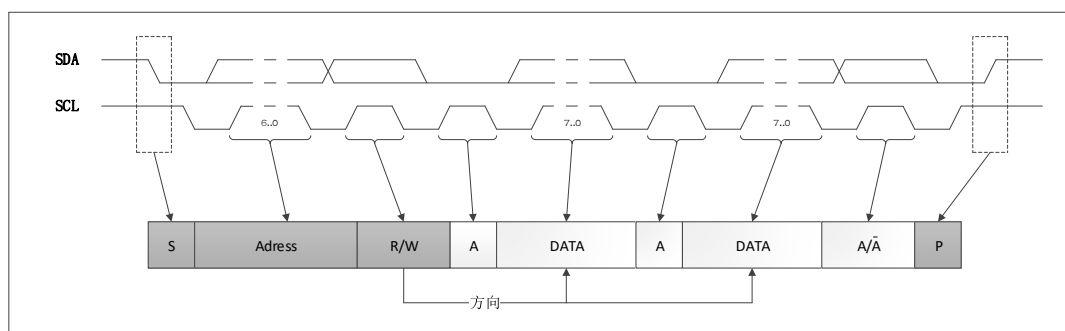 SDA
SCL
6..0
7..0
7..0
S Adress R/W A DATA A DATA A/Ā P
方向